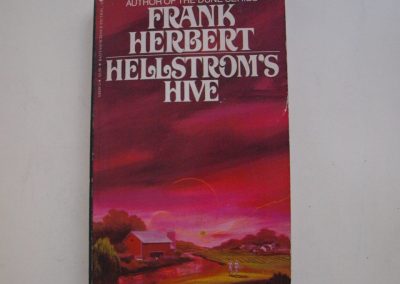 AUTHOR OF THE DUNE SERIES
FRANK
HERBERT
HELLSTROM'S
HIVE